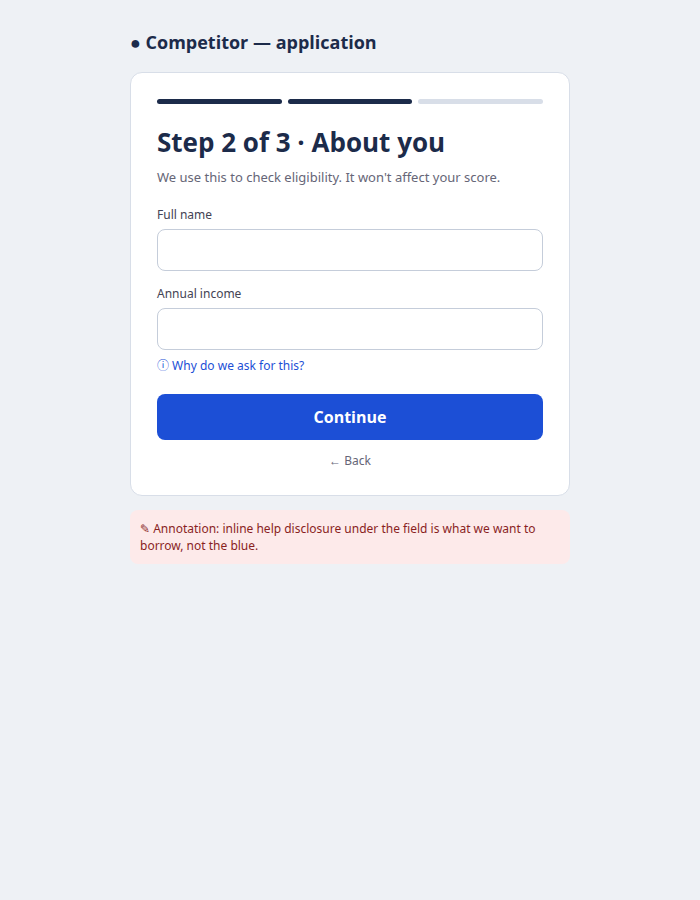 ● Competitor — application
Step 2 of 3 · About you
We use this to check eligibility. It won't affect your score.
Full name
Annual income
ⓘ Why do we ask for this?
Continue
← Back
✎ Annotation: inline help disclosure under the field is what we want to
borrow, not the blue.